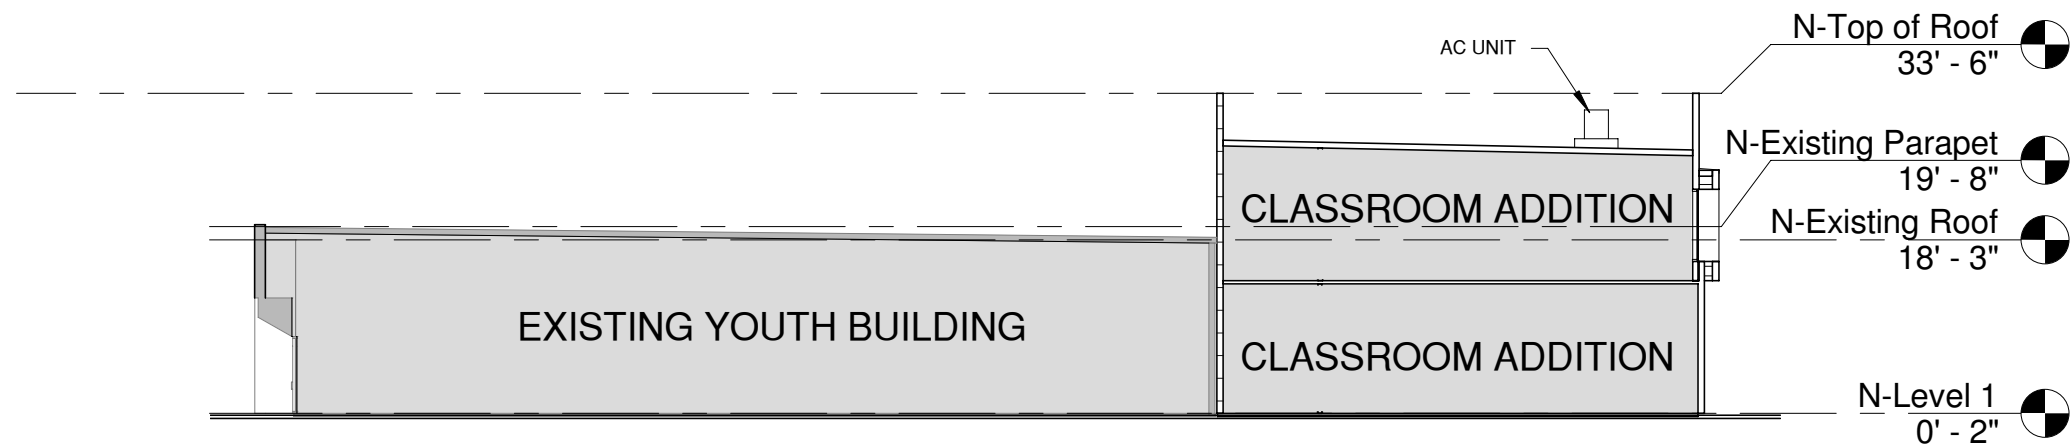 N-Top of Roof
33' - 6"
AC UNIT
N-Existing Parapet
19' - 8"
CLASSROOM ADDITION
N-Existing Roof
18' - 3"
EXISTING YOUTH BUILDING
CLASSROOM ADDITION
N-Level 1
0' - 2"